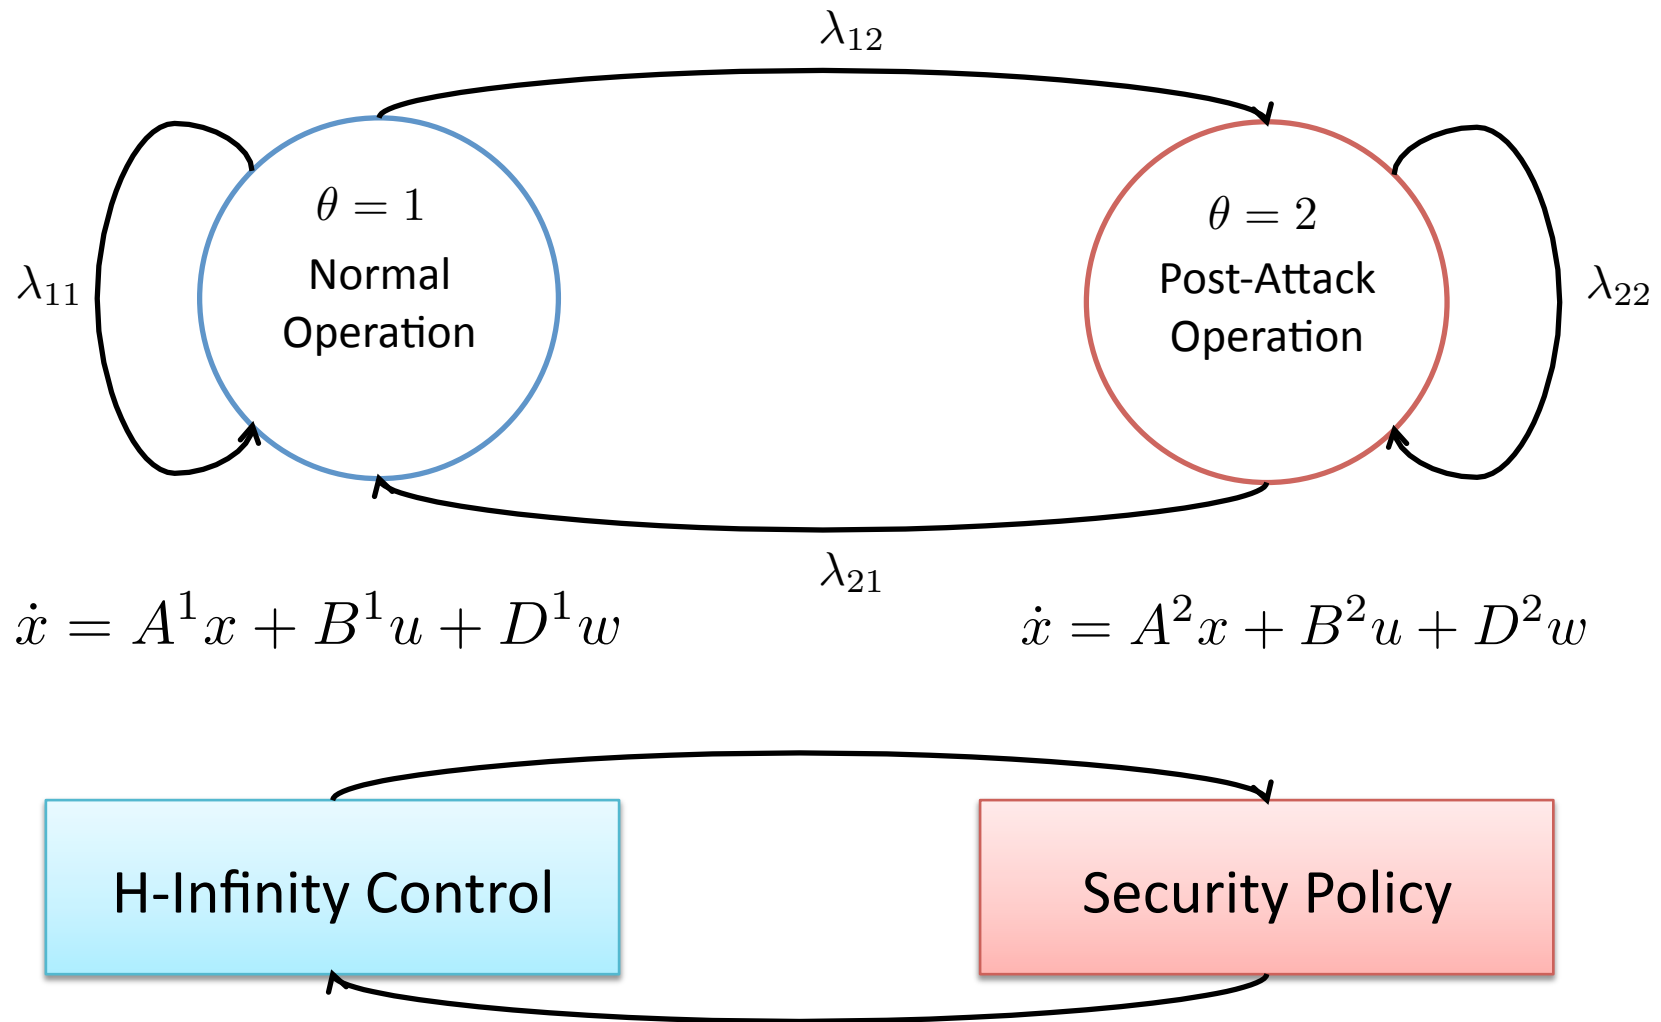 λ₁₂
θ = 1
Normal
Operation
θ = 2
Post-Attack
Operation
λ₁₁
λ₂₂
λ₂₁
ẋ = A¹x + B¹u + D¹w
ẋ = A²x + B²u + D²w
H-Infinity Control
Security Policy